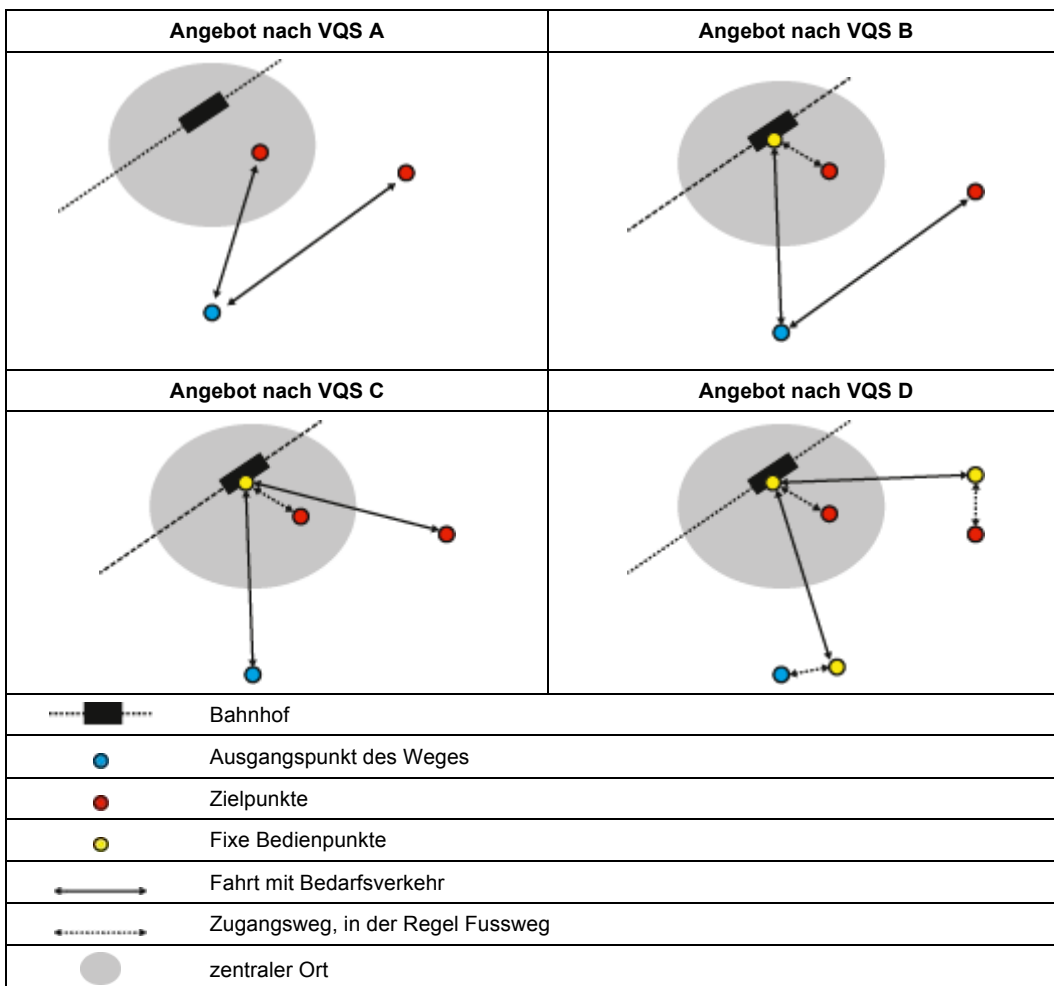 Angebot nach VQS A
Angebot nach VQS B
Angebot nach VQS C
Angebot nach VQS D
Bahnhof
Ausgangspunkt des Weges
Zielpunkte
Fixe Bedienpunkte
Fahrt mit Bedarfsverkehr
Zugangsweg, in der Regel Fussweg
zentraler Ort